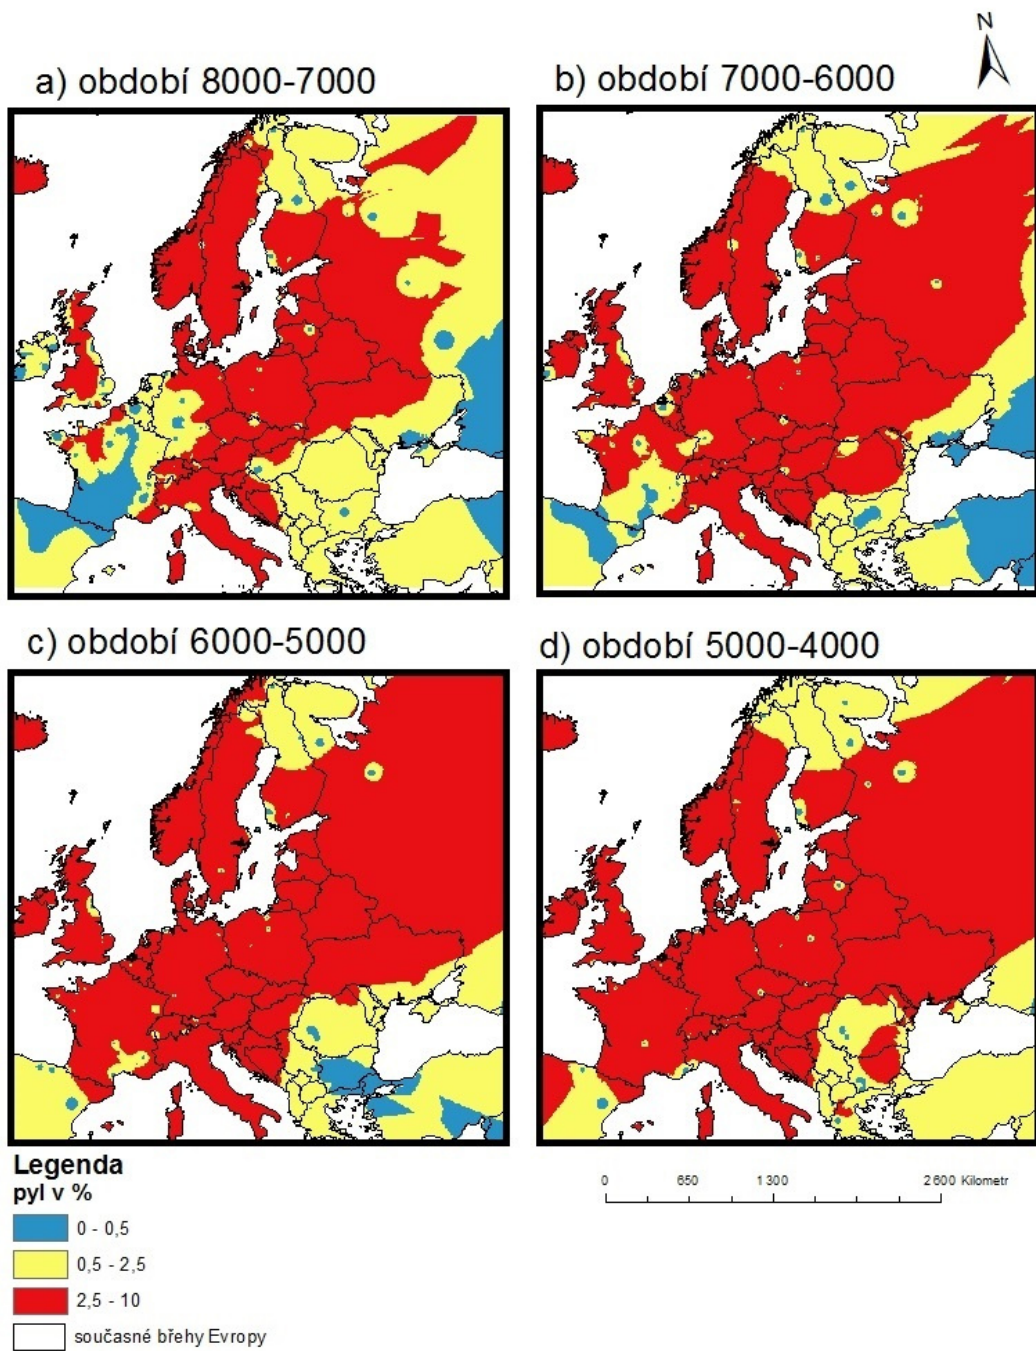 N
a) období 8000-7000
b) období 7000-6000
c) období 6000-5000
d) období 5000-4000
Legenda
pyl v %
0 - 0,5
0,5 - 2,5
2,5 - 10
současné břehy Evropy
0 650 1 300 2 600 Kilometr